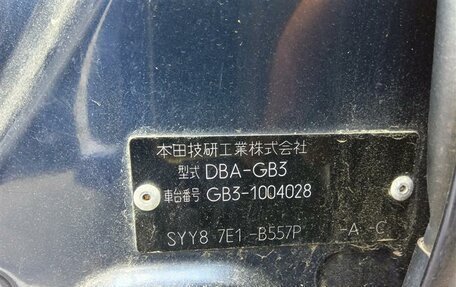 本田技研工業株式会社
型式 DBA-GB3
車台番号 GB3-1004028
SYY8 7E1 -B557P -A -C